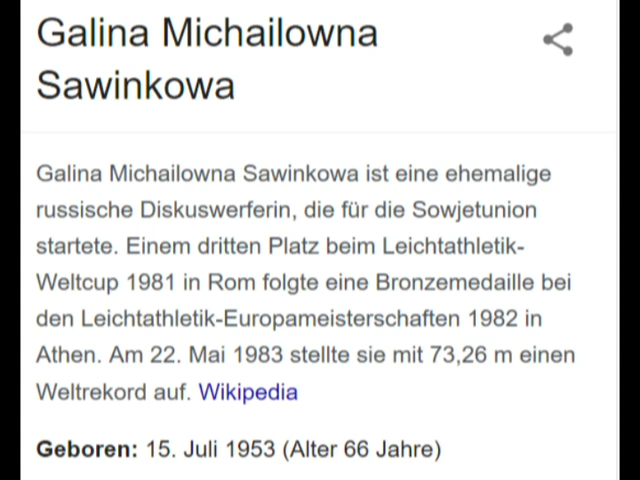 Galina Michailowna
Sawinkowa
Galina Michailowna Sawinkowa ist eine ehemalige
russische Diskuswerferin, die für die Sowjetunion
startete. Einem dritten Platz beim Leichtathletik-
Weltcup 1981 in Rom folgte eine Bronzemedaille bei
den Leichtathletik-Europameisterschaften 1982 in
Athen. Am 22. Mai 1983 stellte sie mit 73,26 m einen
Weltrekord auf. Wikipedia
Geboren: 15. Juli 1953 (Alter 66 Jahre)